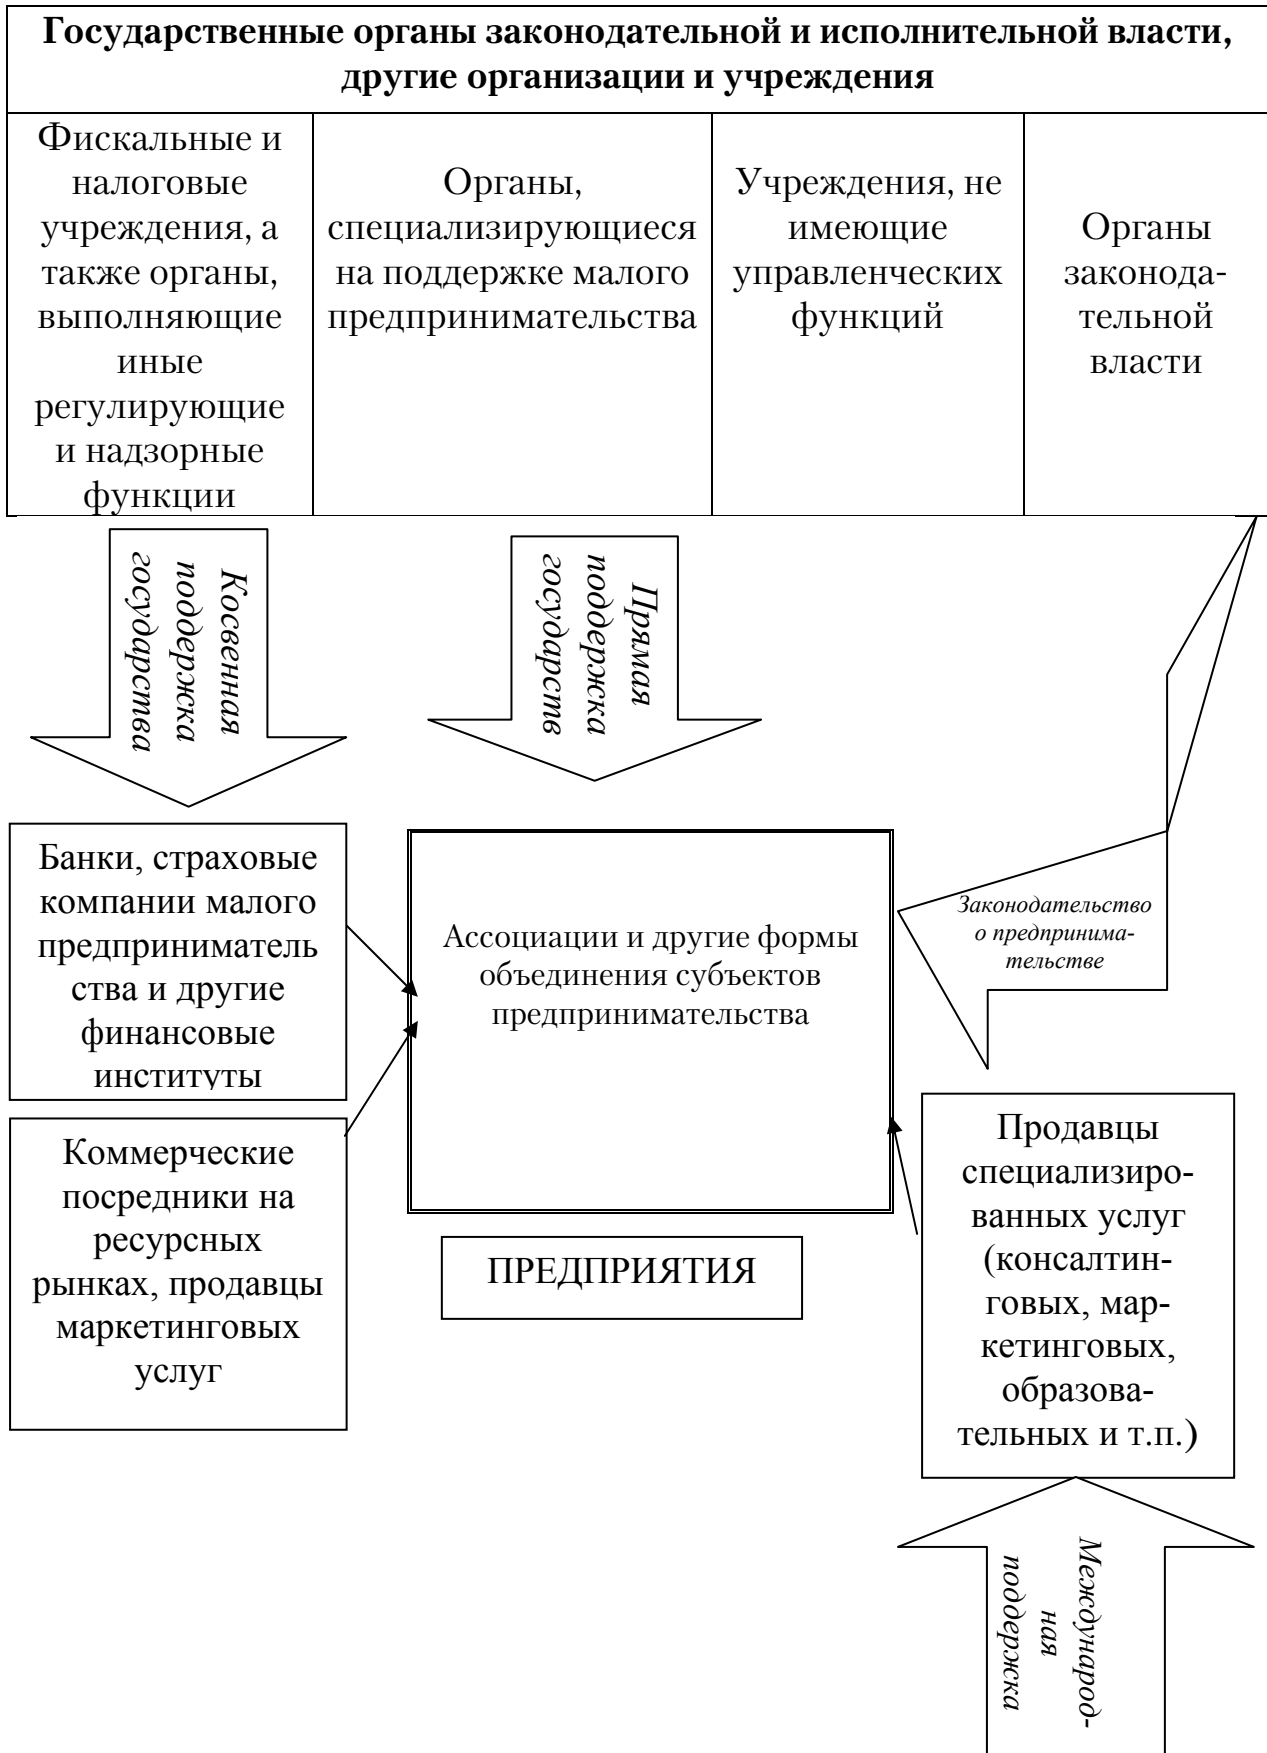 Государственные органы законодательной и исполнительной власти,
другие организации и учреждения
Фискальные и
налоговые
учреждения, а
также органы,
выполняющие
иные
регулирующие
и надзорные
функции
Органы,
специализирующиеся
на поддержке малого
предпринимательства
Учреждения, не
имеющие
управленческих
функций
Органы
законода-
тельной
власти
Косвенная
поддержка
государства
Прямая
поддержка
государств
Банки, страховые
компании малого
предприниматель
ства и другие
финансовые
институты
Ассоциации и другие формы
объединения субъектов
предпринимательства
Законодательство
о предпринима-
тельстве
Коммерческие
посредники на
ресурсных
рынках, продавцы
маркетинговых
услуг
ПРЕДПРИЯТИЯ
Продавцы
специализиро-
ванных услуг
(консалтин-
говых, мар-
кетинговых,
образова-
тельных и т.п.)
Международ-
ная
поддержка